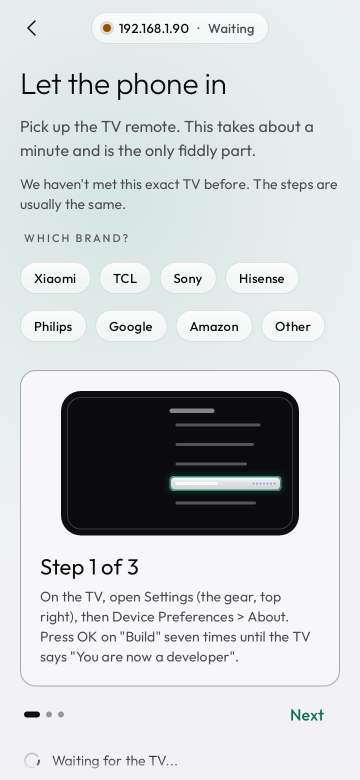 192.168.1.90 · Waiting
Let the phone in
Pick up the TV remote. This takes about a
minute and is the only fiddly part.
We haven't met this exact TV before. The steps are
usually the same.
WHICH BRAND?
Xiaomi TCL Sony Hisense
Philips Google Amazon Other
Step 1 of 3
On the TV, open Settings (the gear, top
right), then Device Preferences > About.
Press OK on "Build" seven times until the TV
says "You are now a developer".
Next
Waiting for the TV...